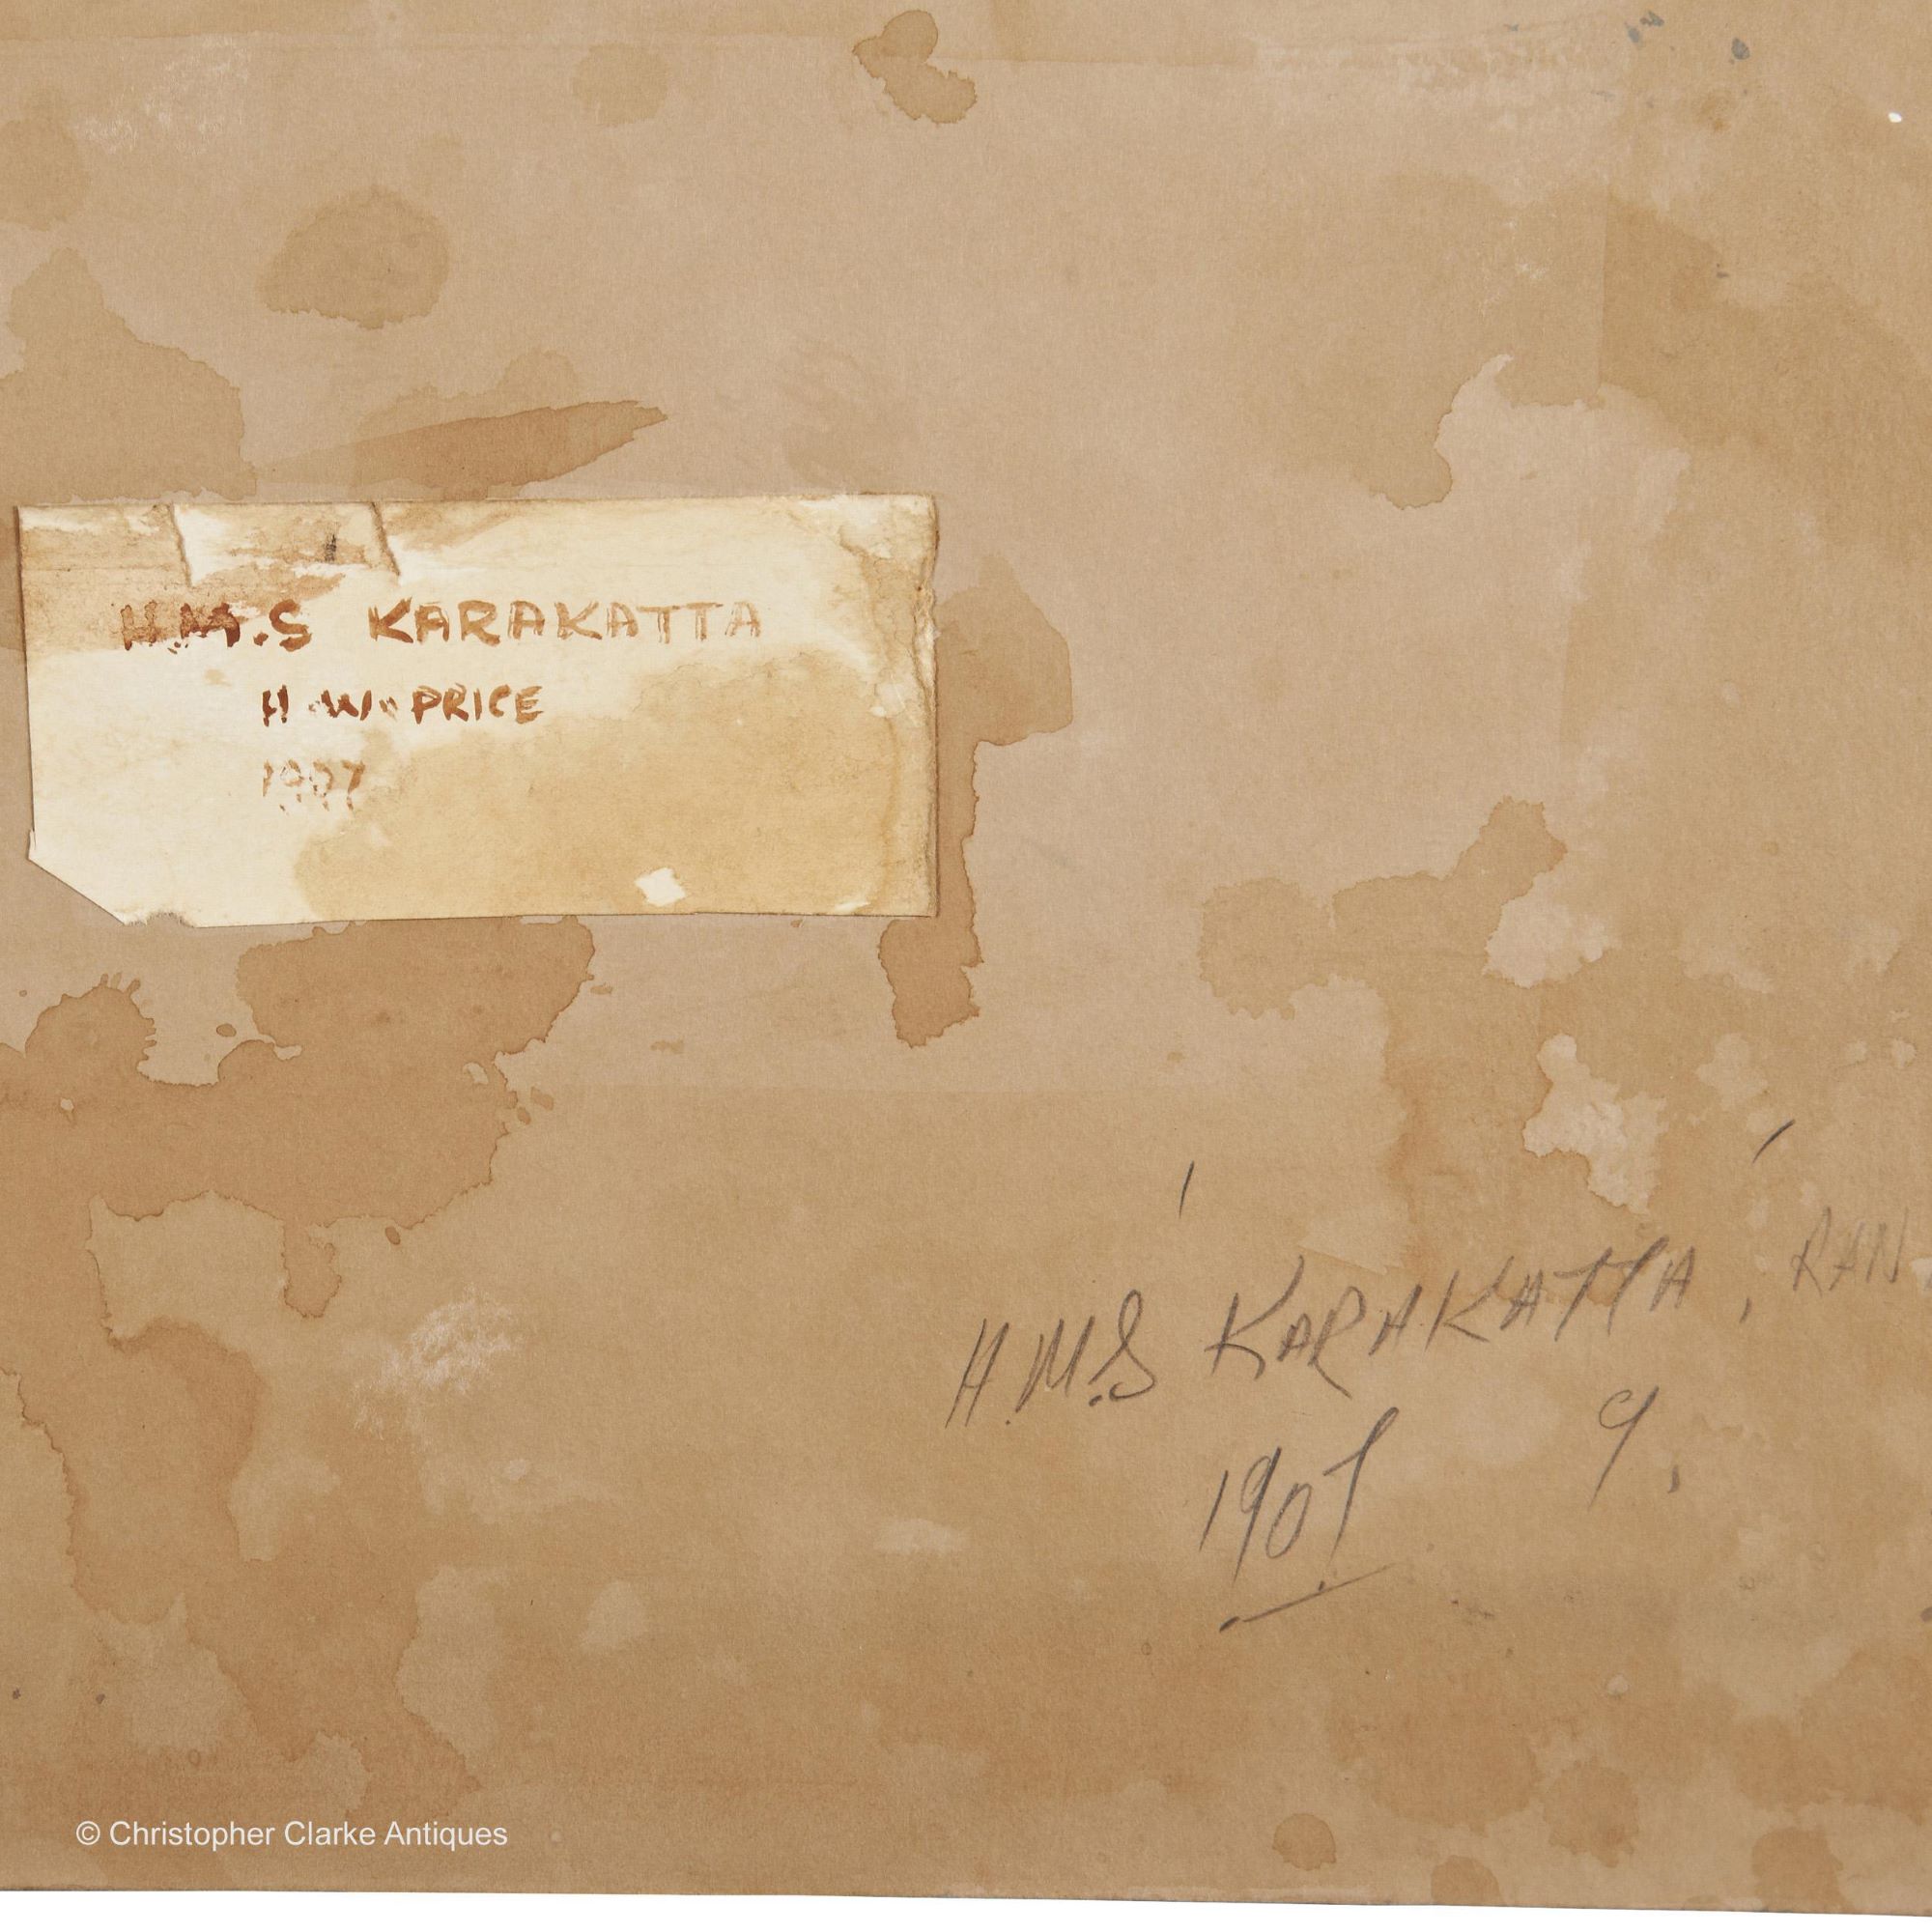 H.M.S KARAKATTA
H.W. PRICE
1907
H.M.S 'KARAKATTA', RAN
1907 9,
© Christopher Clarke Antiques